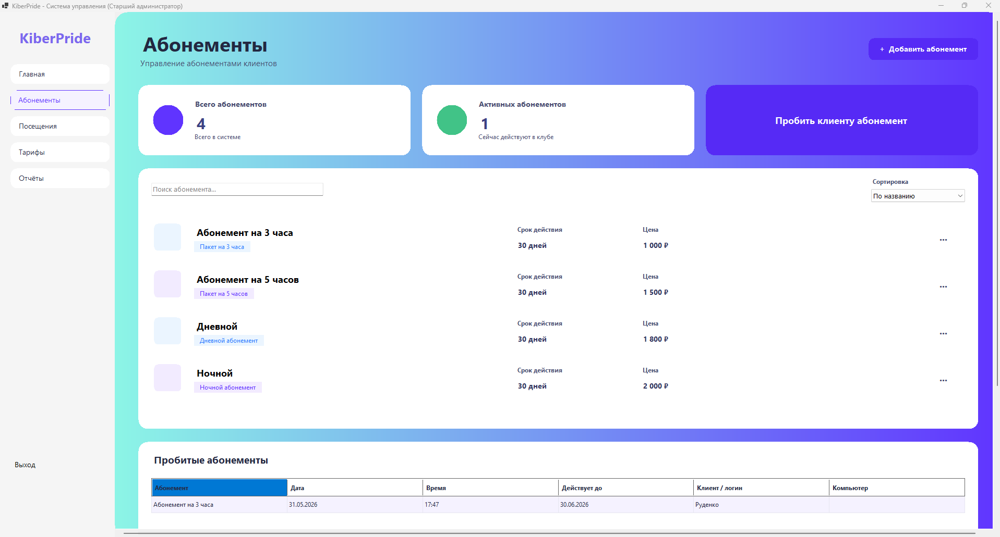 KiberPride - Система управления (Старший администратор)
KiberPride
Главная
Абонементы
Посещения
Тарифы
Отчёты
Выход
Абонементы
Управление абонементами клиентов
+ Добавить абонемент
Всего абонементов
4
Всего в системе
Активных абонементов
1
Сейчас действуют в клубе
Пробить клиенту абонемент
Поиск абонемента...
Сортировка
По названию
Абонемент на 3 часа
Пакет на 3 часа
Срок действия
30 дней
Цена
1 000 ₽
...
Абонемент на 5 часов
Пакет на 5 часов
Срок действия
30 дней
Цена
1 500 ₽
...
Дневной
Дневной абонемент
Срок действия
30 дней
Цена
1 800 ₽
...
Ночной
Ночной абонемент
Срок действия
30 дней
Цена
2 000 ₽
...
Пробитые абонементы
Абонемент Дата Время Действует до Клиент / логин Компьютер
Абонемент на 3 часа 31.05.2026 17:47 30.06.2026 Руденко